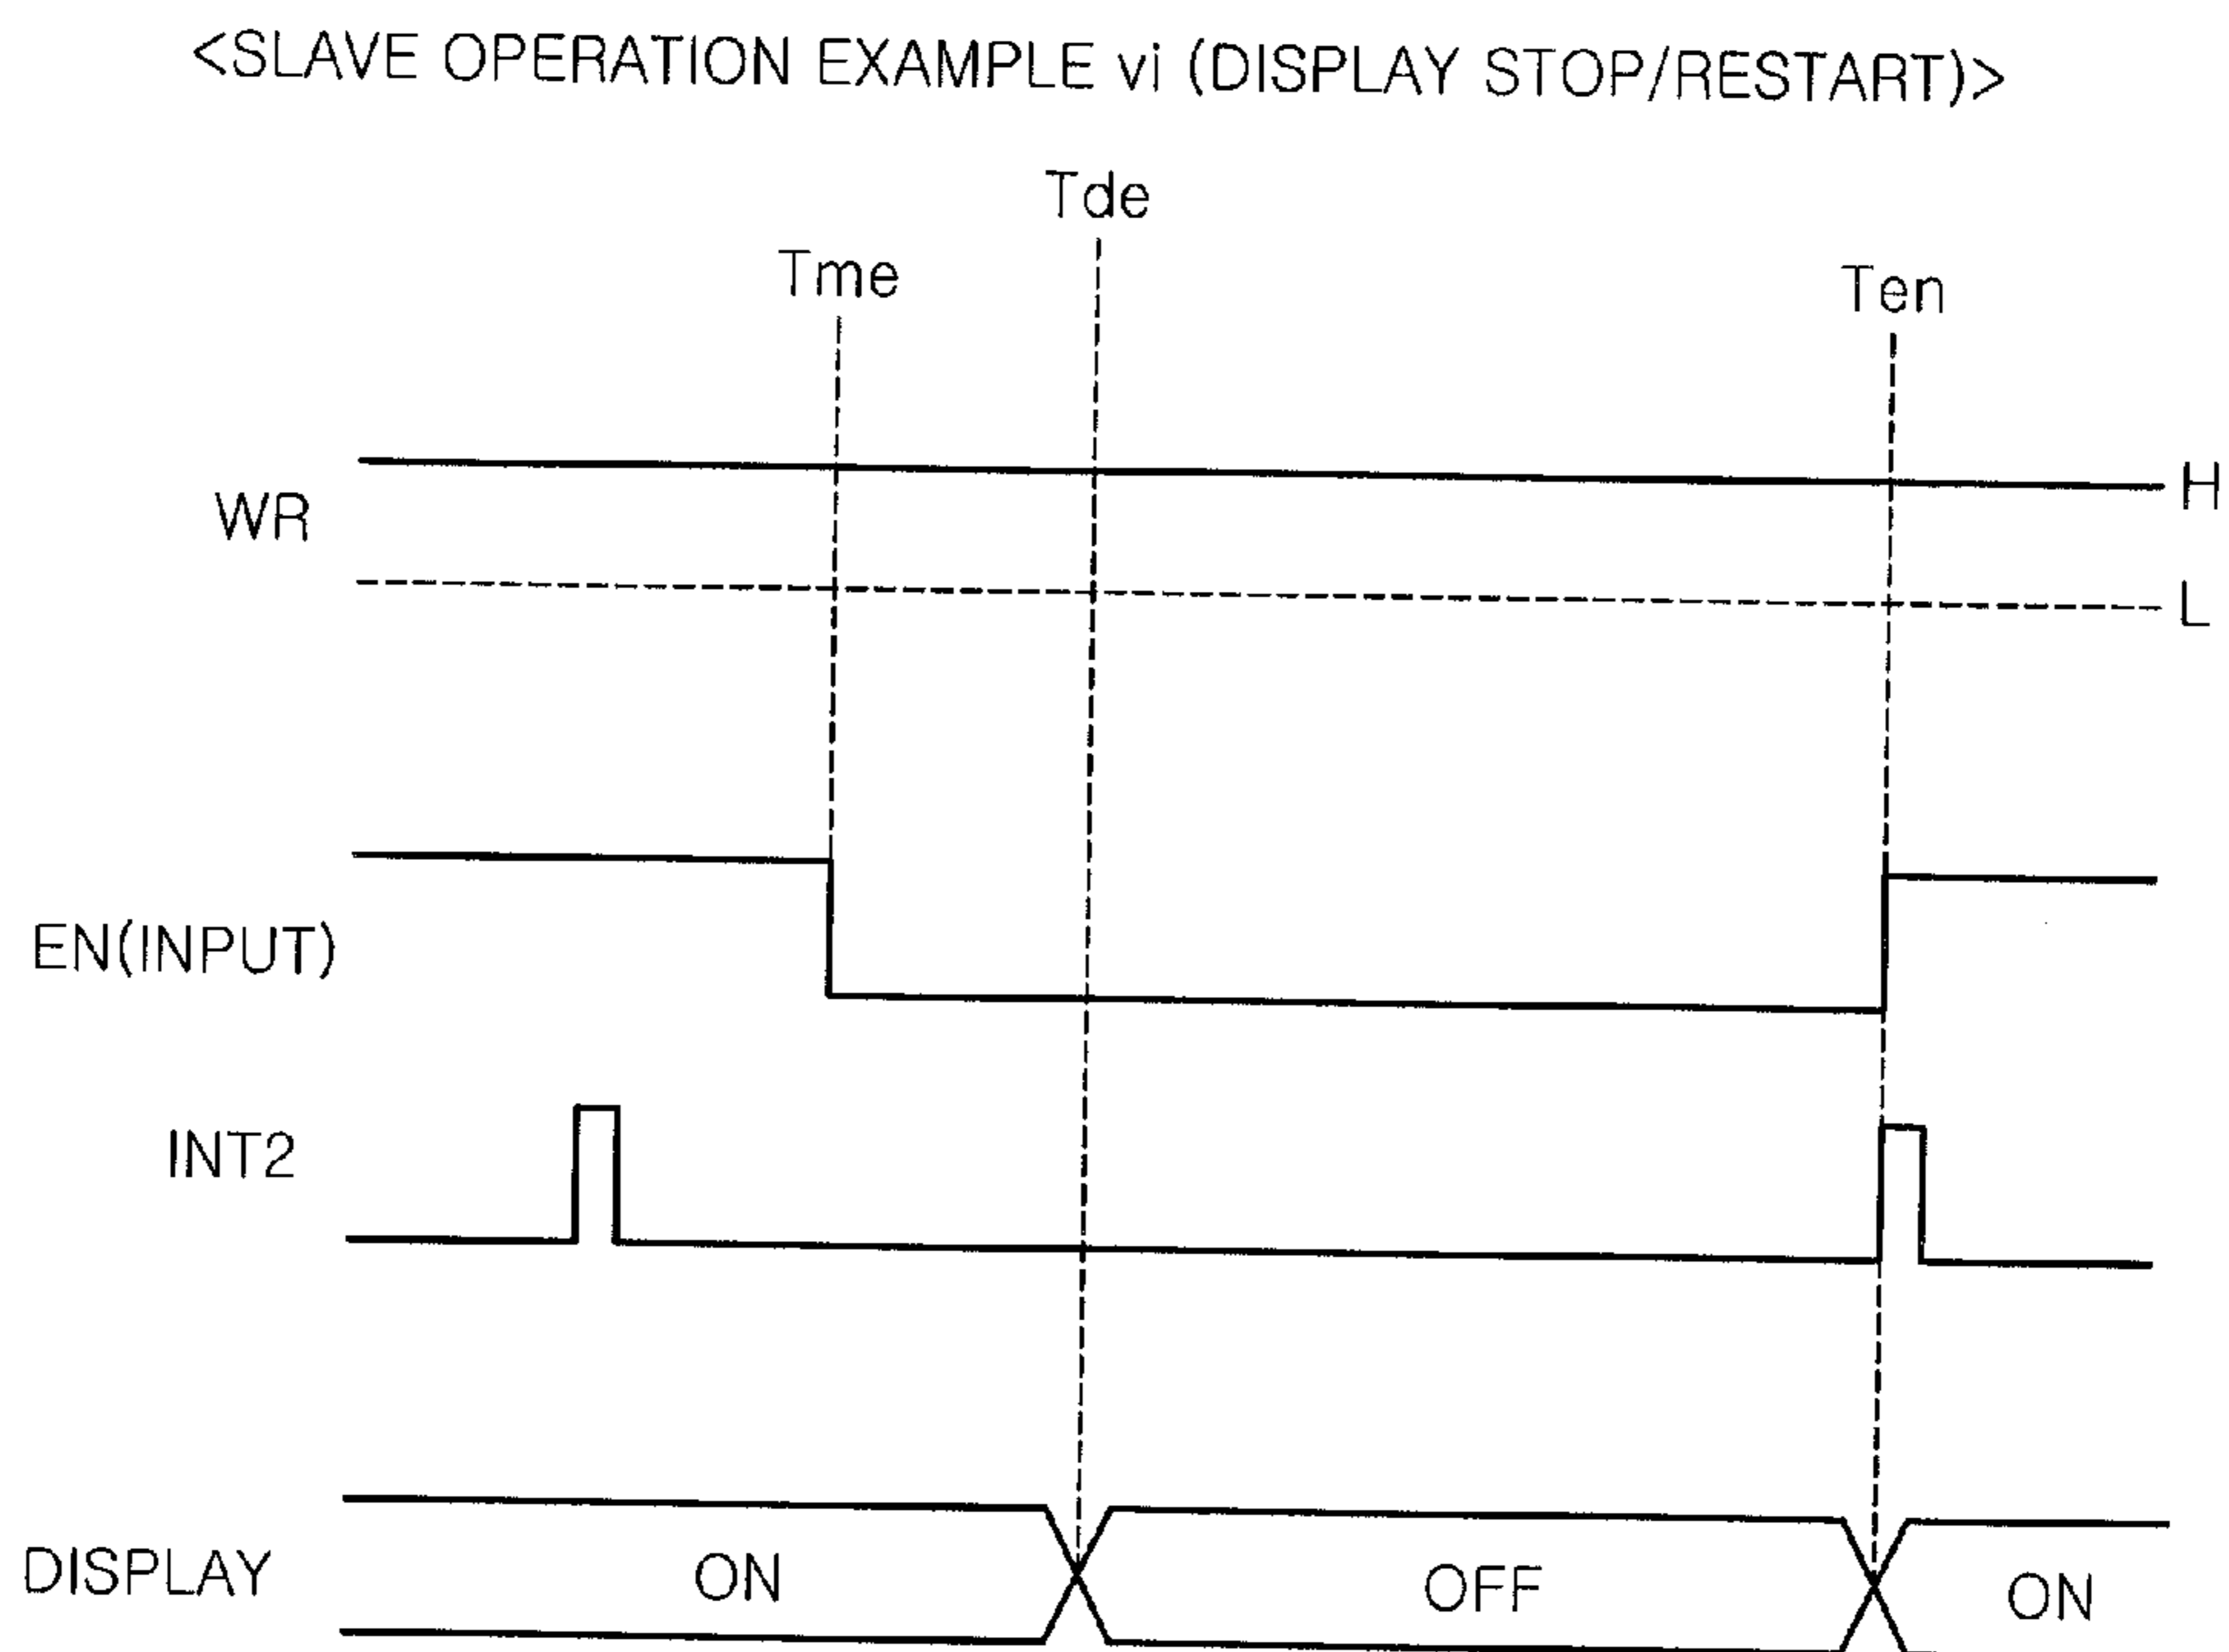 <SLAVE OPERATION EXAMPLE vi (DISPLAY STOP/RESTART)>
Tde
Tme
Ten
H
WR
L
EN(INPUT)
INT2
DISPLAY ON OFF ON